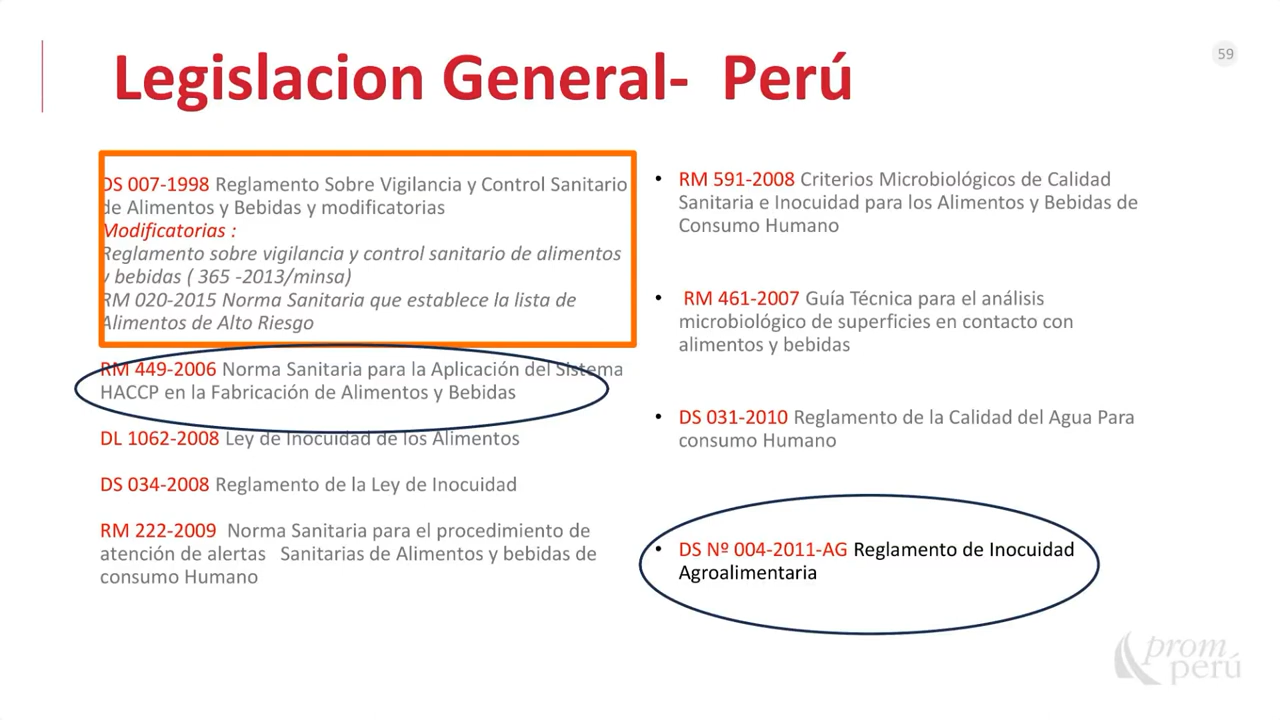 Legislacion General- Perú
59
DS 007-1998 Reglamento Sobre Vigilancia y Control Sanitario
de Alimentos y Bebidas y modificatorias
Modificatorias :
Reglamento sobre vigilancia y control sanitario de alimentos
y bebidas ( 365 -2013/minsa)
RM 020-2015 Norma Sanitaria que establece la lista de
Alimentos de Alto Riesgo
RM 449-2006 Norma Sanitaria para la Aplicación del Sistema
HACCP en la Fabricación de Alimentos y Bebidas
DL 1062-2008 Ley de Inocuidad de los Alimentos
DS 034-2008 Reglamento de la Ley de Inocuidad
RM 222-2009 Norma Sanitaria para el procedimiento de
atención de alertas Sanitarias de Alimentos y bebidas de
consumo Humano
• RM 591-2008 Criterios Microbiológicos de Calidad
Sanitaria e Inocuidad para los Alimentos y Bebidas de
Consumo Humano
• RM 461-2007 Guía Técnica para el análisis
microbiológico de superficies en contacto con
alimentos y bebidas
• DS 031-2010 Reglamento de la Calidad del Agua Para
consumo Humano
• DS Nº 004-2011-AG Reglamento de Inocuidad
Agroalimentaria
prom
perú